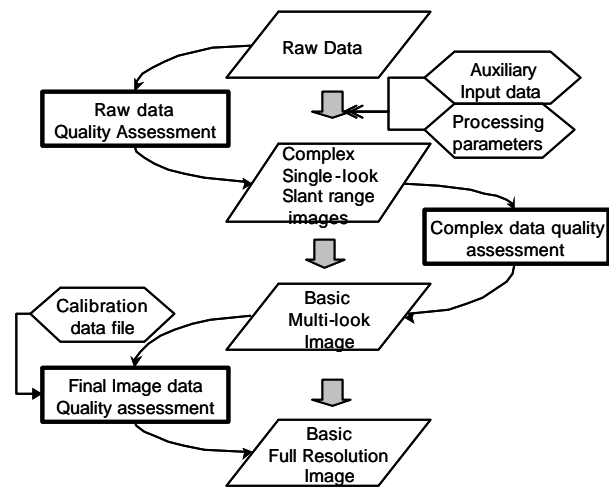 Raw Data
Auxiliary
Input data
Raw data
Quality Assessment
Processing
parameters
Complex
Single-look
Slant range
images
Complex data quality
assessment
Calibration
data file
Basic
Multi-look
Image
Final Image data
Quality assessment
Basic
Full Resolution
Image